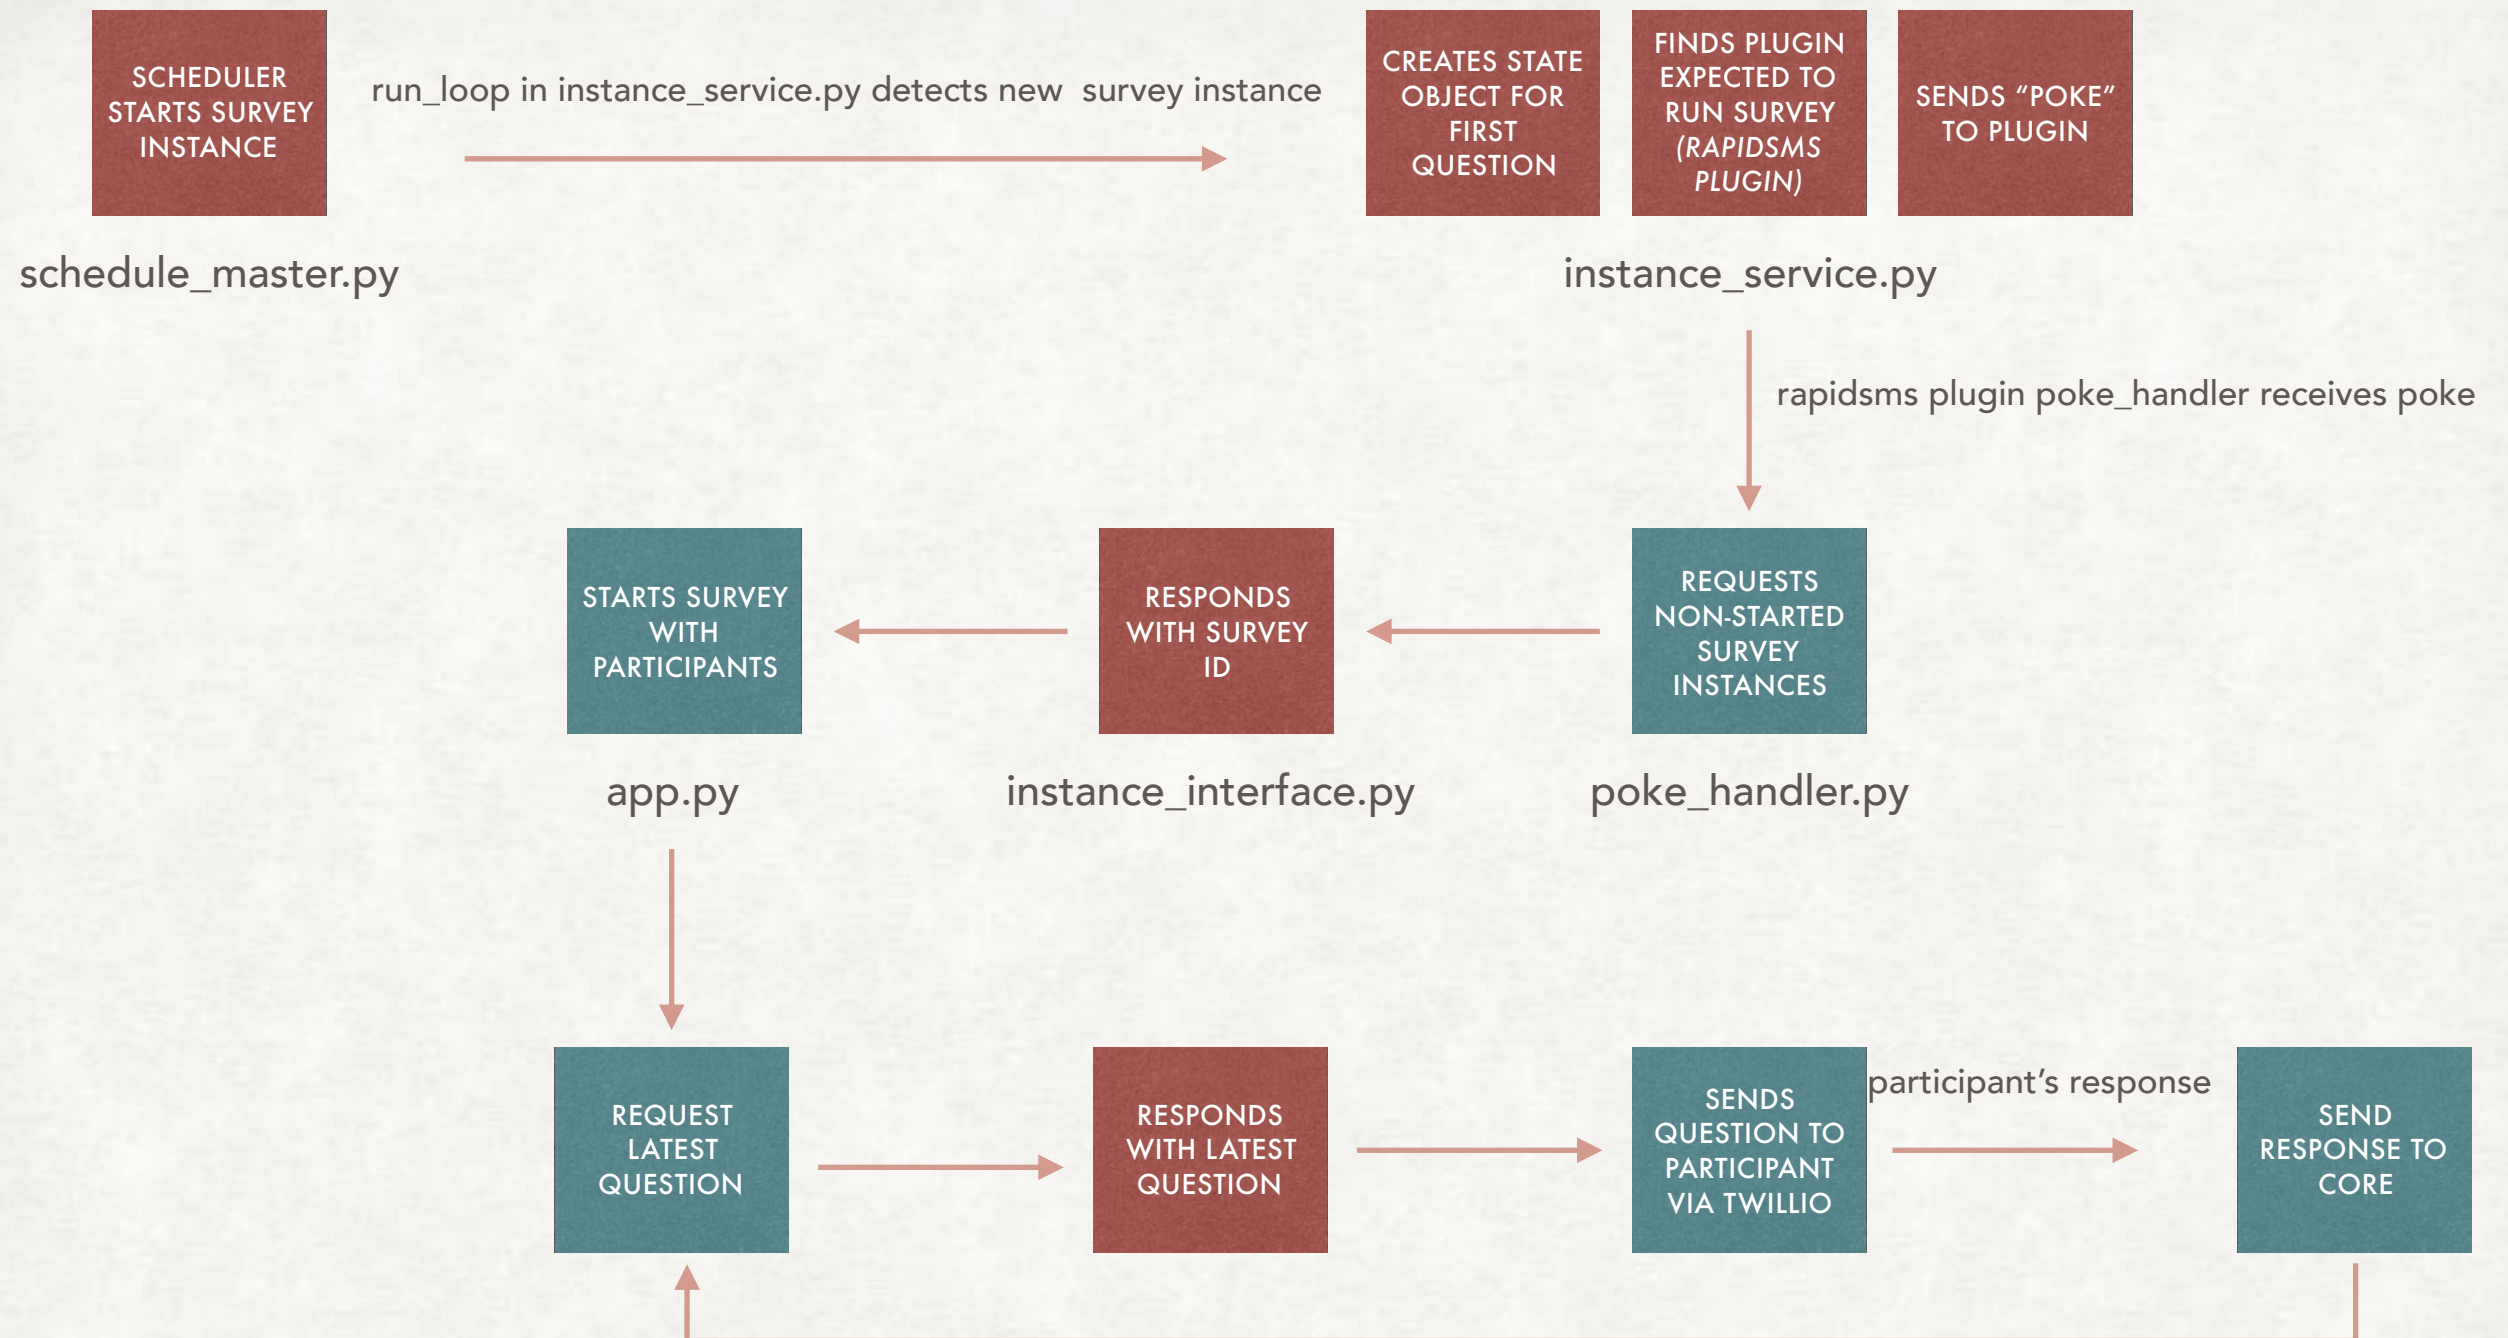 SCHEDULER
STARTS SURVEY
INSTANCE
run_loop in instance_service.py detects new  survey instance
CREATES STATE
OBJECT FOR
FIRST
QUESTION
FINDS PLUGIN
EXPECTED TO
RUN SURVEY
(RAPIDSMS
PLUGIN)
SENDS “POKE”
TO PLUGIN
schedule_master.py
instance_service.py
rapidsms plugin poke_handler receives poke
STARTS SURVEY
WITH
PARTICIPANTS
RESPONDS
WITH SURVEY
ID
REQUESTS
NON-STARTED
SURVEY
INSTANCES
app.py
instance_interface.py
poke_handler.py
REQUEST
LATEST
QUESTION
RESPONDS
WITH LATEST
QUESTION
SENDS
QUESTION TO
PARTICIPANT
VIA TWILLIO
participant’s response
SEND
RESPONSE TO
CORE